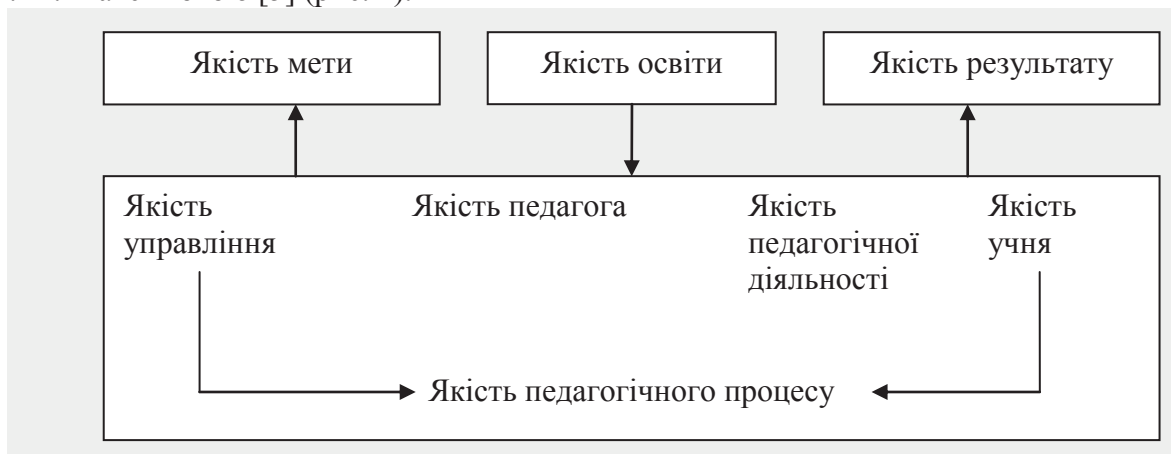 Якість мети
Якість освіти
Якість результату
Якість
управління
Якість педагога
Якість
педагогічної
діяльності
Якість
учня
Якість педагогічного процесу